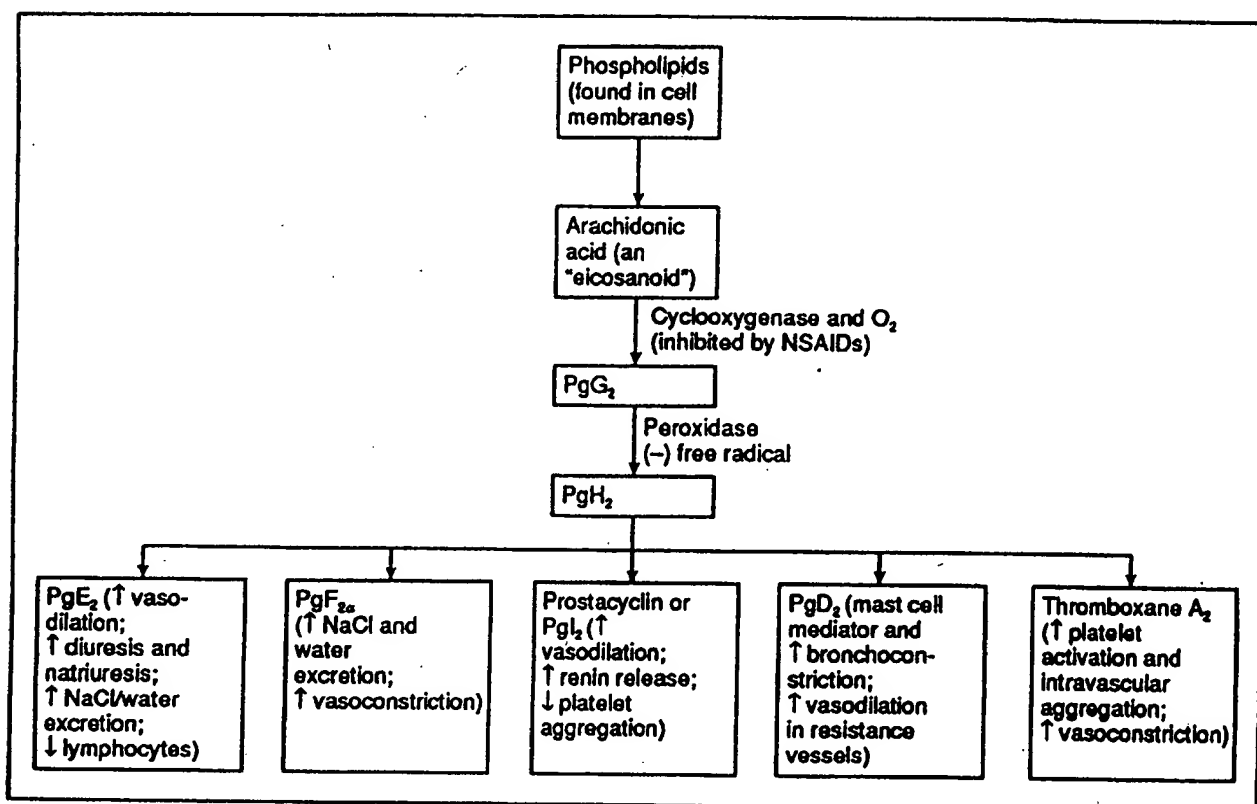 Phospholipids
(found in cell
membranes)
Arachidonic
acid (an
"eicosanoid")
Cyclooxygenase and O₂
(inhibited by NSAIDs)
PgG₂
Peroxidase
(–) free radical
PgH₂
PgE₂ (↑ vaso-
dilation;
↑ diuresis and
natriuresis;
↑ NaCl/water
excretion;
↓ lymphocytes)
PgF₂α
(↑ NaCl and
water
excretion;
↑ vasoconstriction)
Prostacyclin or
PgI₂ (↑
vasodilation;
↑ renin release;
↓ platelet
aggregation)
PgD₂ (mast cell
mediator and
↑ bronchocon-
striction;
↑ vasodilation
in resistance
vessels)
Thromboxane A₂
(↑ platelet
activation and
intravascular
aggregation;
↑ vasoconstriction)